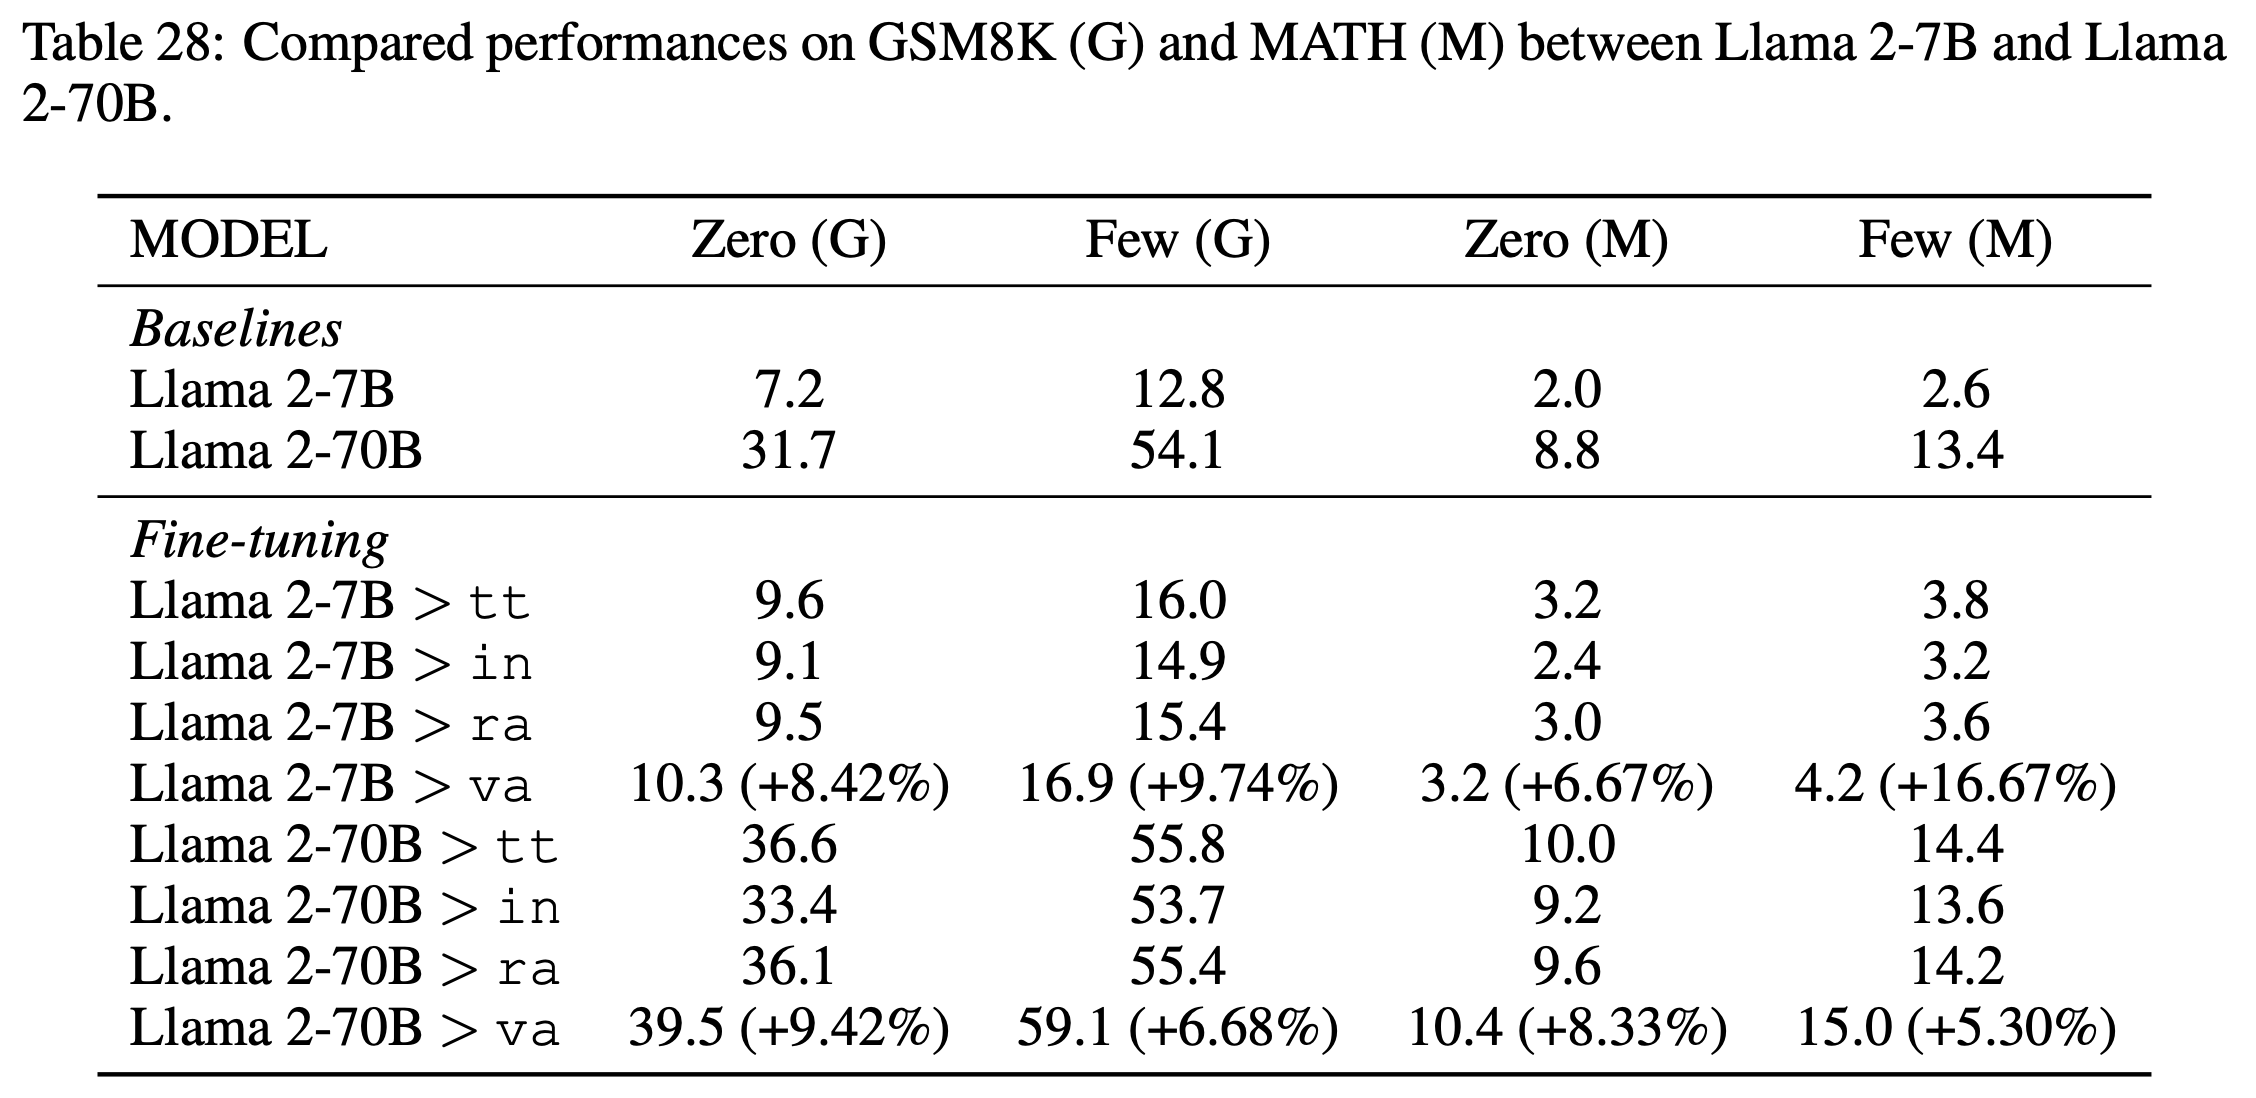 Table 28: Compared performances on GSM8K (G) and MATH (M) between Llama 2-7B and Llama
2-70B.
MODEL Zero (G) Few (G) Zero (M) Few (M)
Baselines
Llama 2-7B 7.2 12.8 2.0 2.6
Llama 2-70B 31.7 54.1 8.8 13.4
Fine-tuning
Llama 2-7B > tt 9.6 16.0 3.2 3.8
Llama 2-7B > in 9.1 14.9 2.4 3.2
Llama 2-7B > ra 9.5 15.4 3.0 3.6
Llama 2-7B > va 10.3 (+8.42%) 16.9 (+9.74%) 3.2 (+6.67%) 4.2 (+16.67%)
Llama 2-70B > tt 36.6 55.8 10.0 14.4
Llama 2-70B > in 33.4 53.7 9.2 13.6
Llama 2-70B > ra 36.1 55.4 9.6 14.2
Llama 2-70B > va 39.5 (+9.42%) 59.1 (+6.68%) 10.4 (+8.33%) 15.0 (+5.30%)